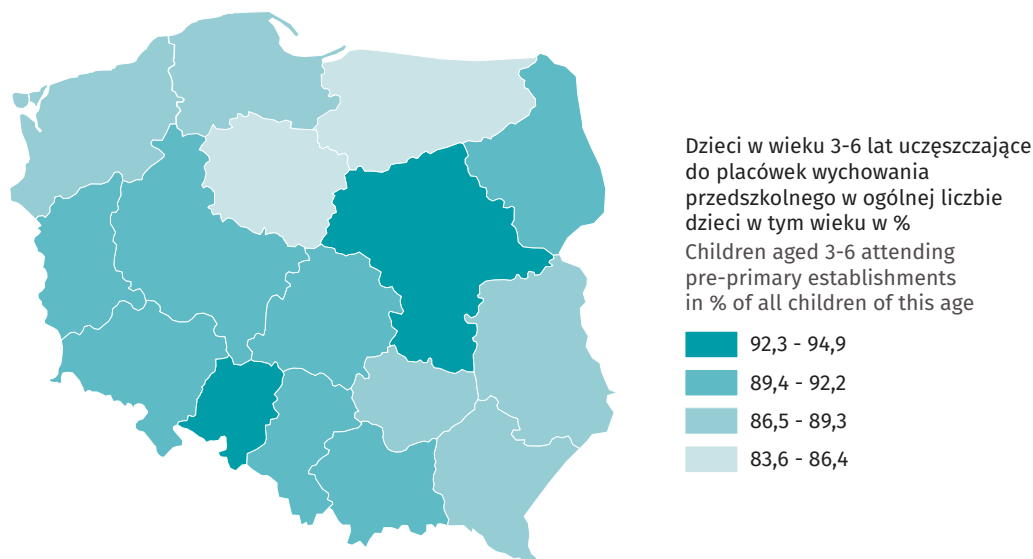 Dzieci w wieku 3-6 lat uczęszczające
do placówek wychowania
przedszkolnego w ogólnej liczbie
dzieci w tym wieku w %
Children aged 3-6 attending
pre-primary establishments
in % of all children of this age
92,3 - 94,9
89,4 - 92,2
86,5 - 89,3
83,6 - 86,4